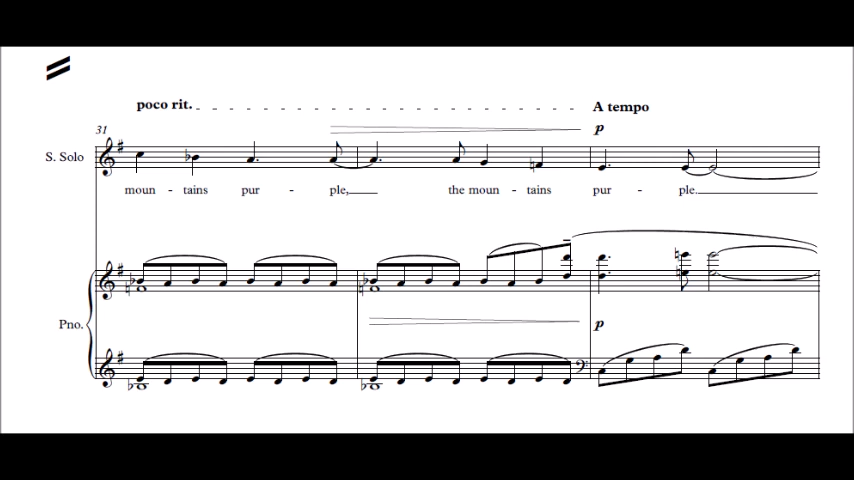 poco rit. A tempo
31
p
S. Solo
moun - tains pur - ple, the moun - tains pur - ple.
Pno.
p